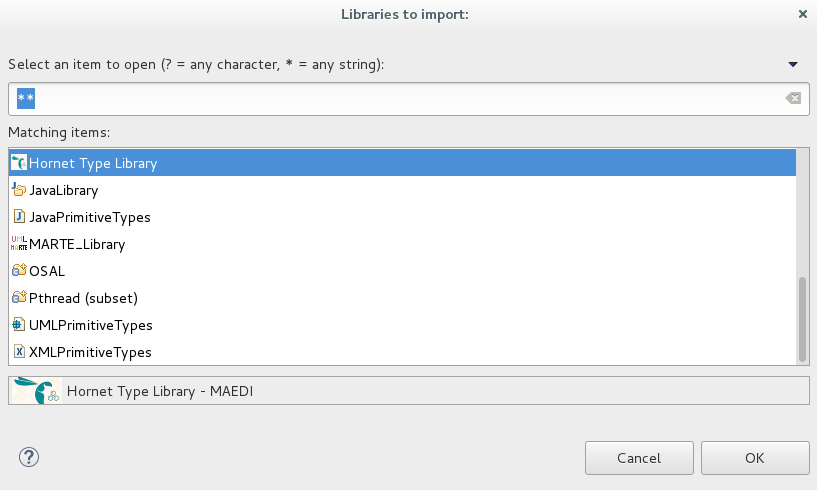 Libraries to import:
Select an item to open (? = any character, * = any string):
**
Matching items:
Hornet Type Library
JavaLibrary
JavaPrimitiveTypes
MARTE_Library
OSAL
Pthread (subset)
UMLPrimitiveTypes
XMLPrimitiveTypes
Hornet Type Library - MAEDI
Cancel
OK